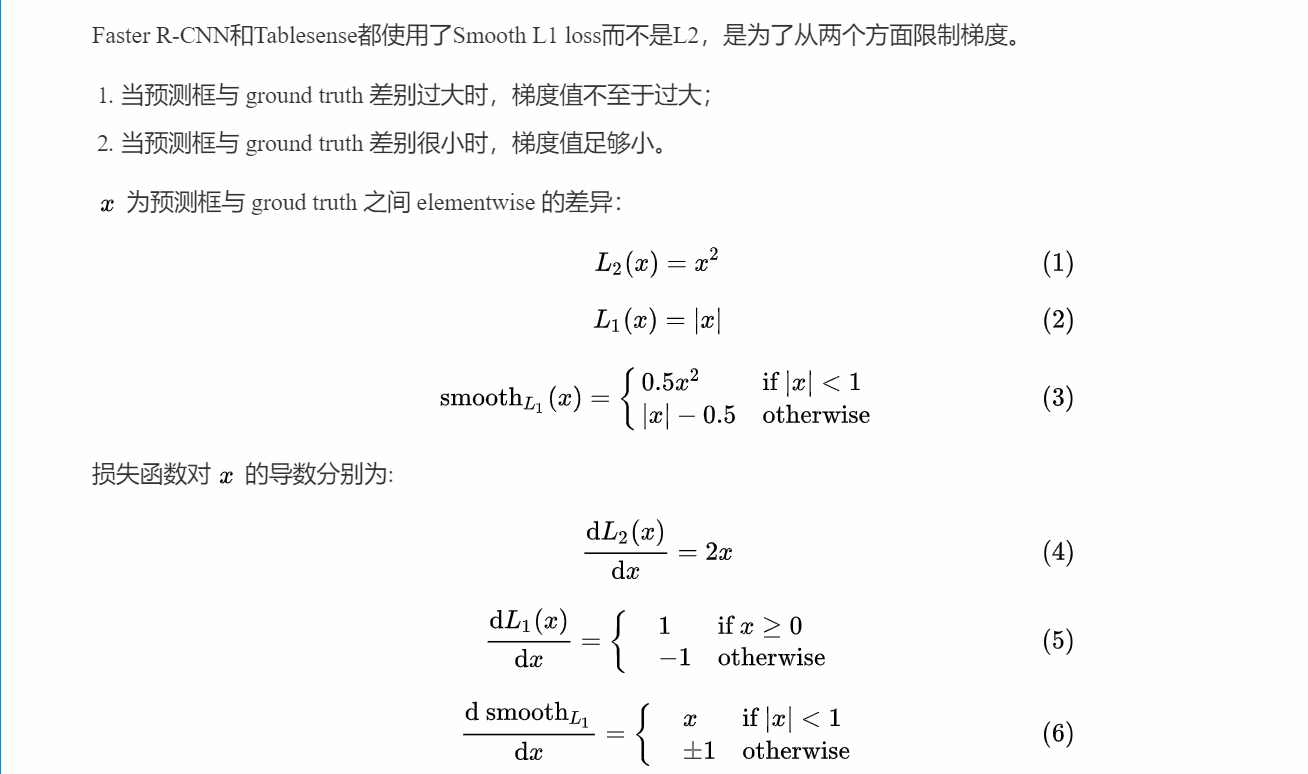 Faster R-CNN和Tablesense都使用了Smooth L1 loss而不是L2，是为了从两个方面限制梯度。
1. 当预测框与 ground truth 差别过大时，梯度值不至于过大；
2. 当预测框与 ground truth 差别很小时，梯度值足够小。
x 为预测框与 groud truth 之间 elementwise 的差异：
L₂(x) = x² (1)
L₁(x) = |x| (2)
smooth_{L₁}(x) = { 0.5x² if |x| < 1
|x| − 0.5 otherwise (3)
损失函数对 x 的导数分别为:
dL₂(x)/dx = 2x (4)
dL₁(x)/dx = { 1 if x ≥ 0
−1 otherwise (5)
d smooth_{L₁}/dx = { x if |x| < 1
±1 otherwise (6)